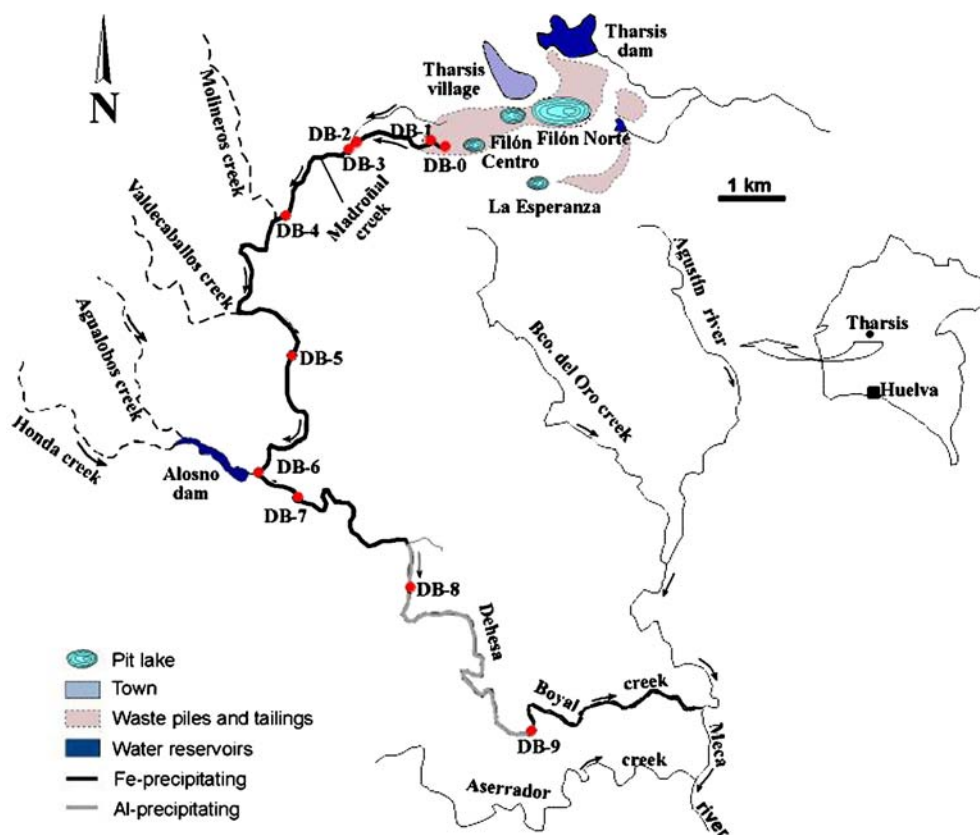 Tharsis
dam
Tharsis
village
N
Molineros creek
DB-2
DB-1
DB-3
DB-0
Filón
Centro
Filón Norte
La Esperanza
1 km
Madroñal
creek
DB-4
Valdecaballos creek
Agualobos creek
DB-5
Honda creek
Alosno
dam
DB-6
DB-7
Bco. del Oro creek
Agustín river
Tharsis
Huelva
DB-8
Dehesa
Boyal creek
DB-9
Aserrador creek
Meca river
Pit lake
Town
Waste piles and tailings
Water reservoirs
Fe-precipitating
Al-precipitating